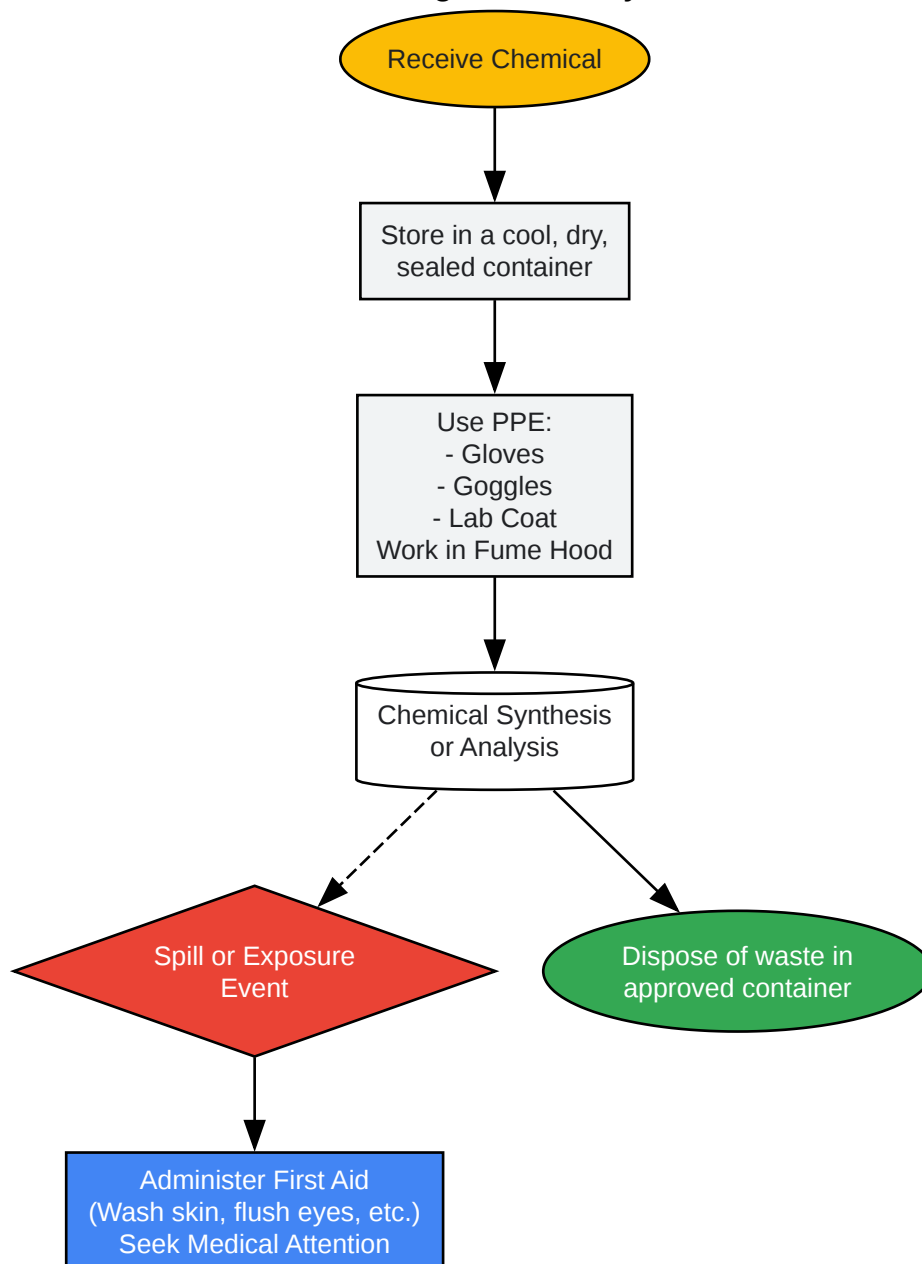 Receive Chemical
Store in a cool, dry,
sealed container
Use PPE:
- Gloves
- Goggles
- Lab Coat
Work in Fume Hood
Chemical Synthesis
or Analysis
Spill or Exposure
Event
Dispose of waste in
approved container
Administer First Aid
(Wash skin, flush eyes, etc.)
Seek Medical Attention